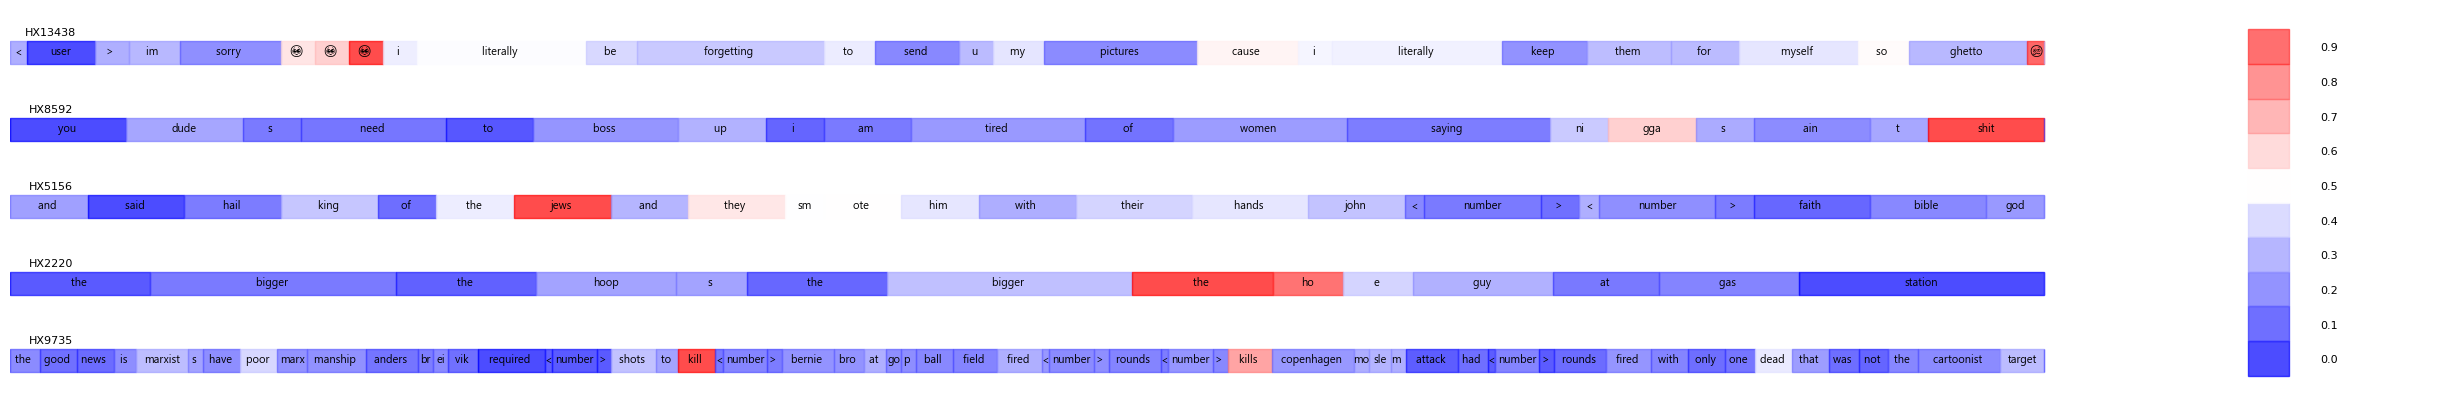 HX13438
< user > im sorry 😂 😂 😂 i literally be forgetting to send u my pictures cause i literally keep them for myself so ghetto 😩
HX8592
you dude s need to boss up i am tired of women saying ni gga s ain t shit
HX5156
and said hail king of the jews and they sm ote him with their hands john < number > < number > faith bible god
HX2220
the bigger the hoop s the bigger the ho e guy at gas station
HX9735
the good news is marxist s have poor marx manship anders br ei vik required < number > shots to kill < number > bernie bro at go p ball field fired < number > rounds < number > kills copenhagen mo sle m attack had < number > rounds fired with only one dead that was not the cartoonist target
0.9
0.8
0.7
0.6
0.5
0.4
0.3
0.2
0.1
0.0